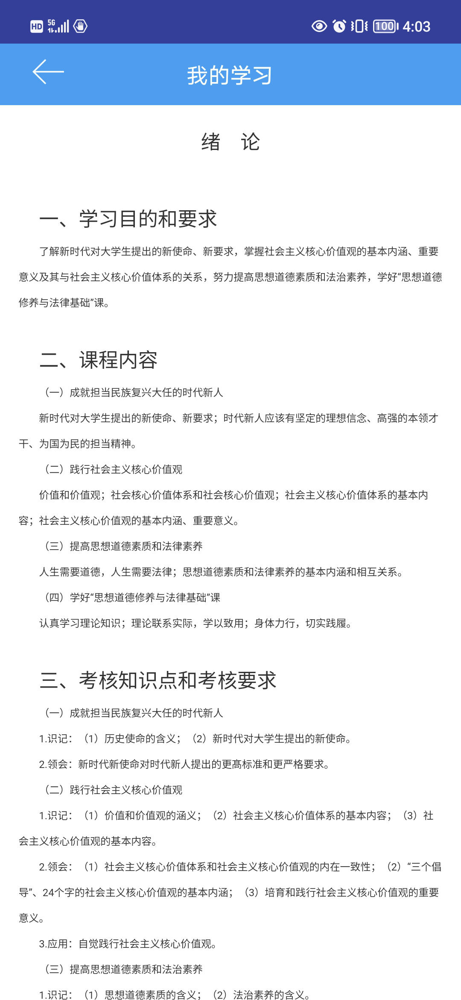 HD 5G 100 4:03
我的学习
绪 论
一、学习目的和要求
了解新时代对大学生提出的新使命、新要求，掌握社会主义核心价值观的基本内涵、重要
意义及其与社会主义核心价值体系的关系，努力提高思想道德素质和法治素养，学好“思想道德
修养与法律基础”课。
二、课程内容
（一）成就担当民族复兴大任的时代新人
新时代对大学生提出的新使命、新要求；时代新人应该有坚定的理想信念、高强的本领才
干、为国为民的担当精神。
（二）践行社会主义核心价值观
价值和价值观；社会核心价值体系和社会核心价值观；社会主义核心价值体系的基本内
容；社会主义核心价值观的基本内涵、重要意义。
（三）提高思想道德素质和法律素养
人生需要道德，人生需要法律；思想道德素质和法律素养的基本内涵和相互关系。
（四）学好“思想道德修养与法律基础”课
认真学习理论知识；理论联系实际，学以致用；身体力行，切实践履。
三、考核知识点和考核要求
（一）成就担当民族复兴大任的时代新人
1.识记：（1）历史使命的含义；（2）新时代对大学生提出的新使命。
2.领会：新时代新使命对时代新人提出的更髙标准和更严格要求。
（二）践行社会主义核心价值观
1.识记：（1）价值和价值观的涵义；（2）社会主义核心价值体系的基本内容；（3）社
会主义核心价值观的基本内容。
2.领会：（1）社会主义核心价值体系和社会主义核心价值观的内在一致性；（2）“三个倡
导”、24个字的社会主义核心价值观的基本内涵；（3）培育和践行社会主义核心价值观的重要
意义。
3.应用：自觉践行社会主义核心价值观。
（三）提高思想道德素质和法治素养
1.识记：（1）思想道德素质的含义；（2）法治素养的含义。